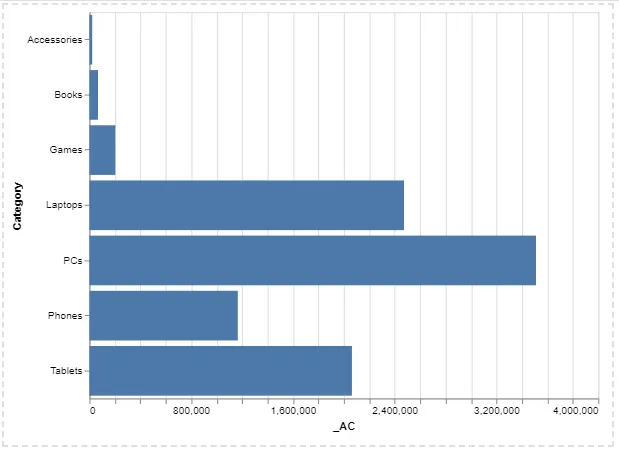 Accessories
Books
Games
Laptops
PCs
Phones
Tablets
Category
0 800,000 1,600,000 2,400,000 3,200,000 4,000,000
_AC